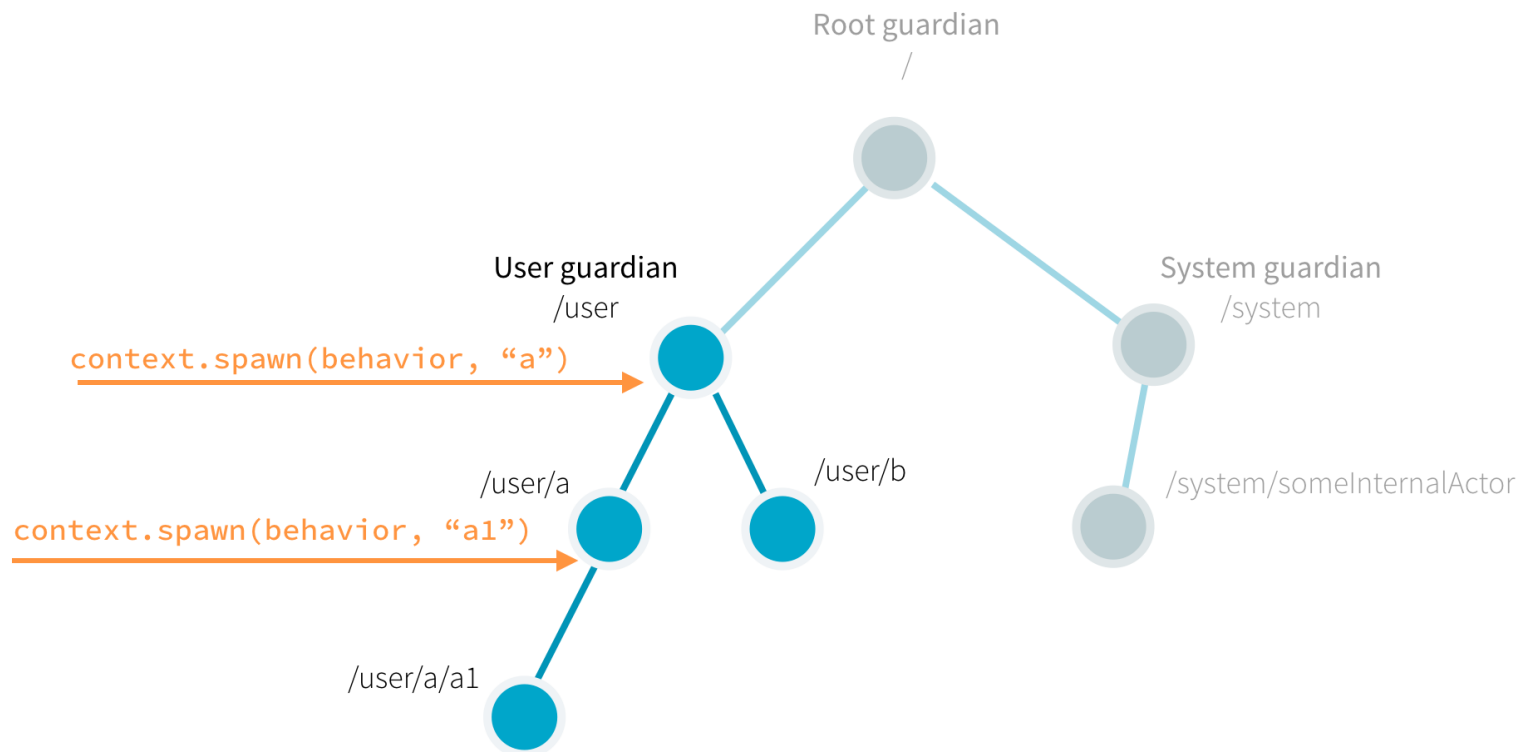 Root guardian
/
User guardian
/user
System guardian
/system
context.spawn(behavior, “a”)
/user/a
/user/b
/system/someInternalActor
context.spawn(behavior, “a1”)
/user/a/a1